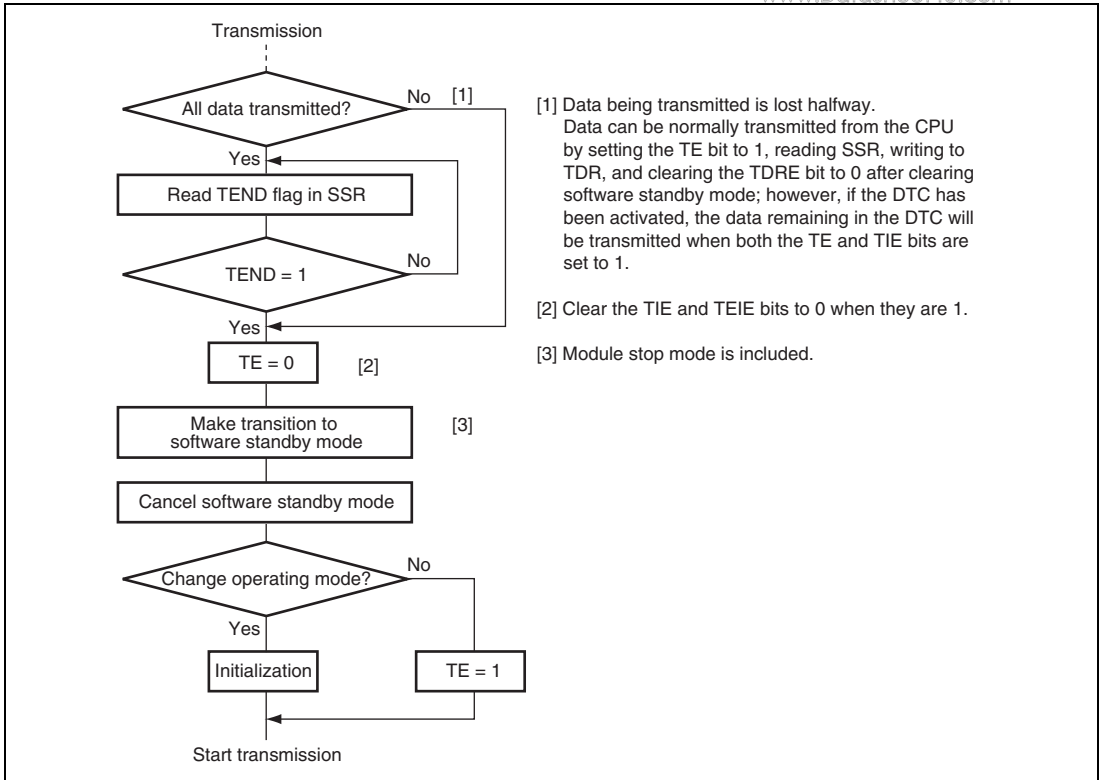 Transmission
All data transmitted?
No [1]
Yes
Read TEND flag in SSR
TEND = 1
No
Yes
TE = 0 [2]
Make transition to
software standby mode
[3]
Cancel software standby mode
Change operating mode?
No
Yes
Initialization
TE = 1
Start transmission
[1] Data being transmitted is lost halfway.
Data can be normally transmitted from the CPU
by setting the TE bit to 1, reading SSR, writing to
TDR, and clearing the TDRE bit to 0 after clearing
software standby mode; however, if the DTC has
been activated, the data remaining in the DTC will
be transmitted when both the TE and TIE bits are
set to 1.
[2] Clear the TIE and TEIE bits to 0 when they are 1.
[3] Module stop mode is included.